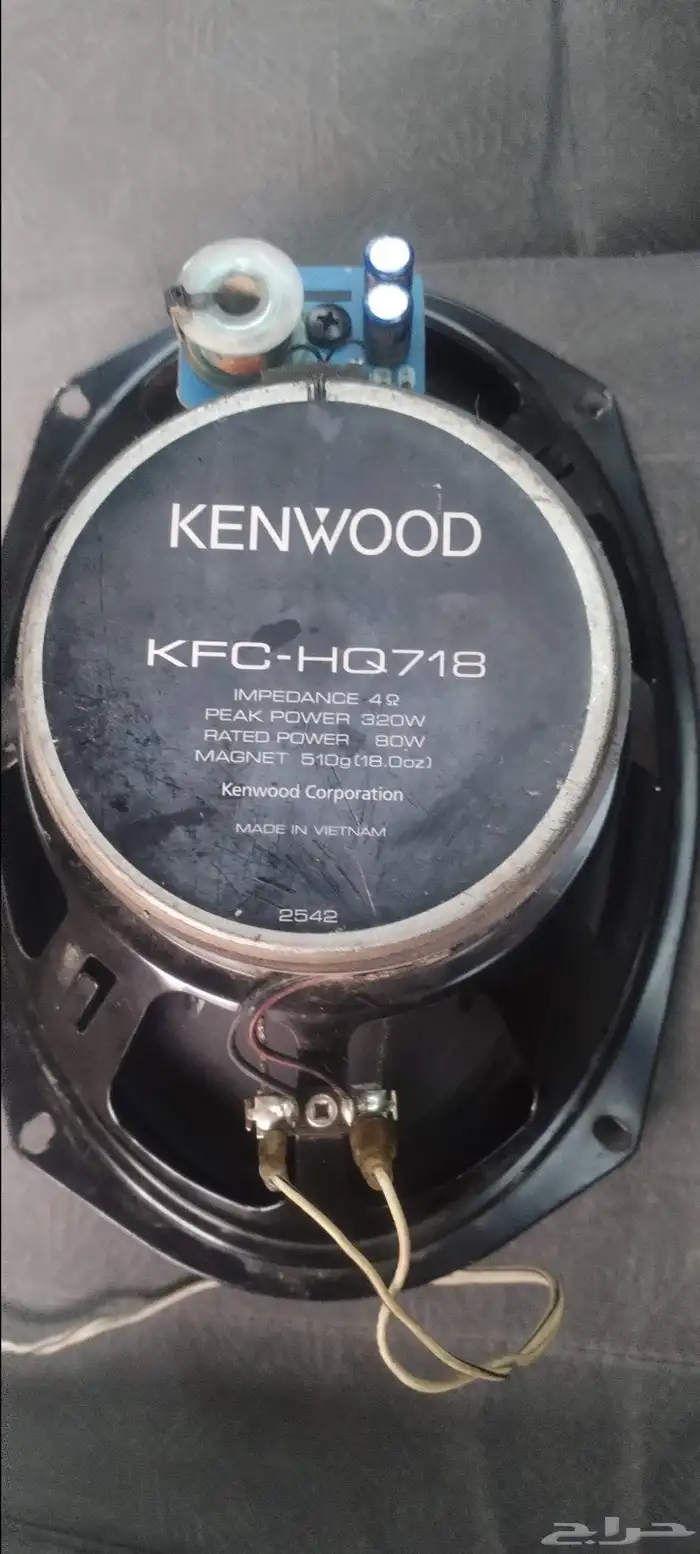 KENWOOD
KFC-HQ718
IMPEDANCE 4Ω
PEAK POWER 320W
RATED POWER 80W
MAGNET 510g(18.0oz)
Kenwood Corporation
MADE IN VIETNAM
2542
حراج